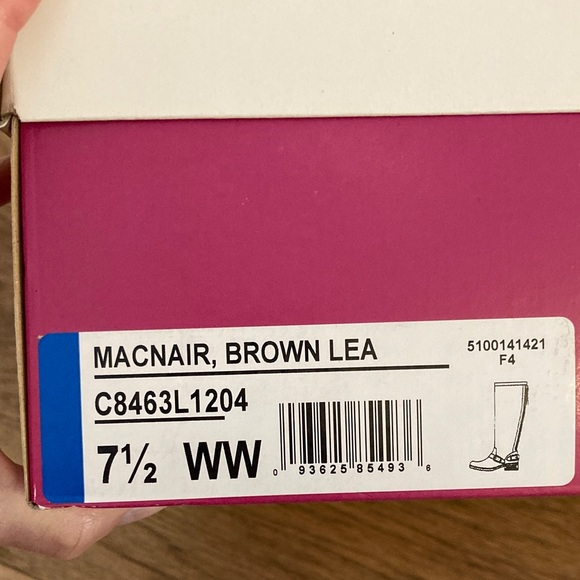 MACNAIR, BROWN LEA
5100141421
F4
C8463L1204
7½ WW
0 93625 85493 6